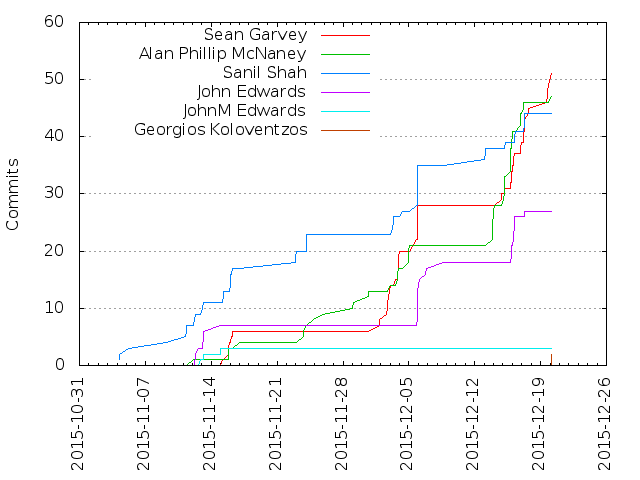 60
50
40
30
20
10
0
Commits
Sean Garvey
Alan Phillip McNaney
Sanil Shah
John Edwards
JohnM Edwards
Georgios Koloventzos
2015-10-31
2015-11-07
2015-11-14
2015-11-21
2015-11-28
2015-12-05
2015-12-12
2015-12-19
2015-12-26